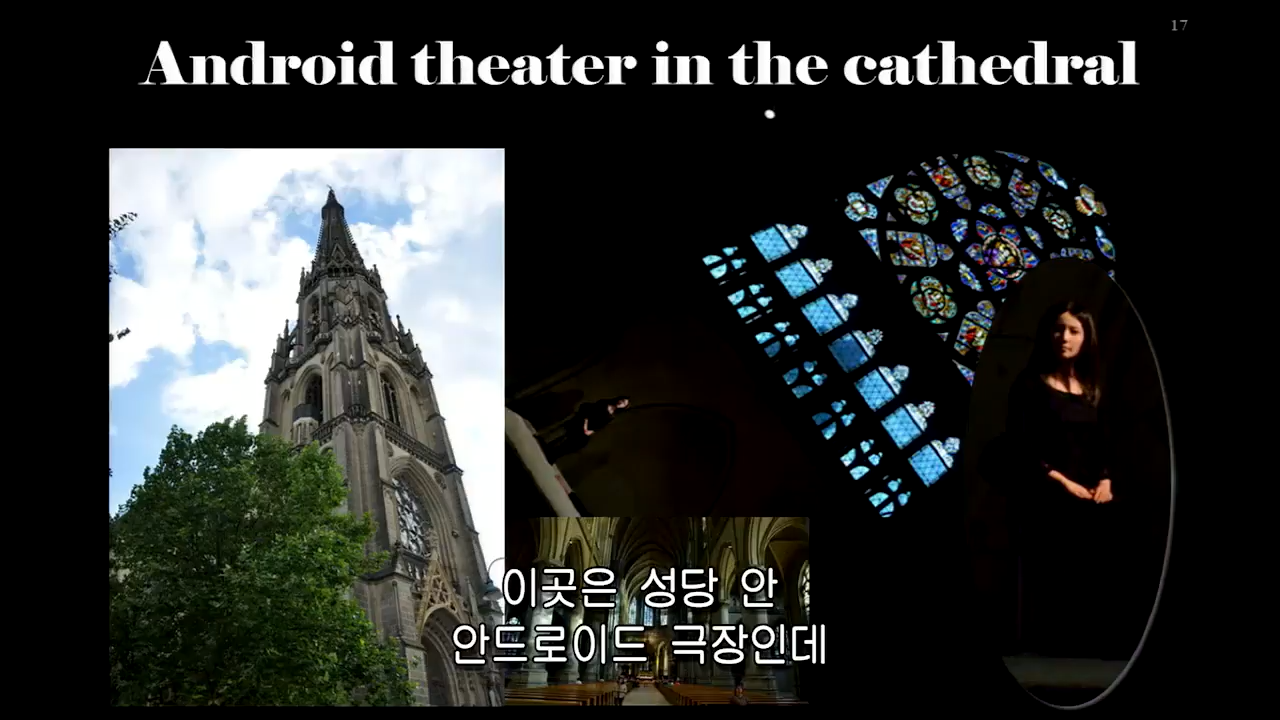 17
Android theater in the cathedral
이곳은 성당 안
안드로이드 극장인데